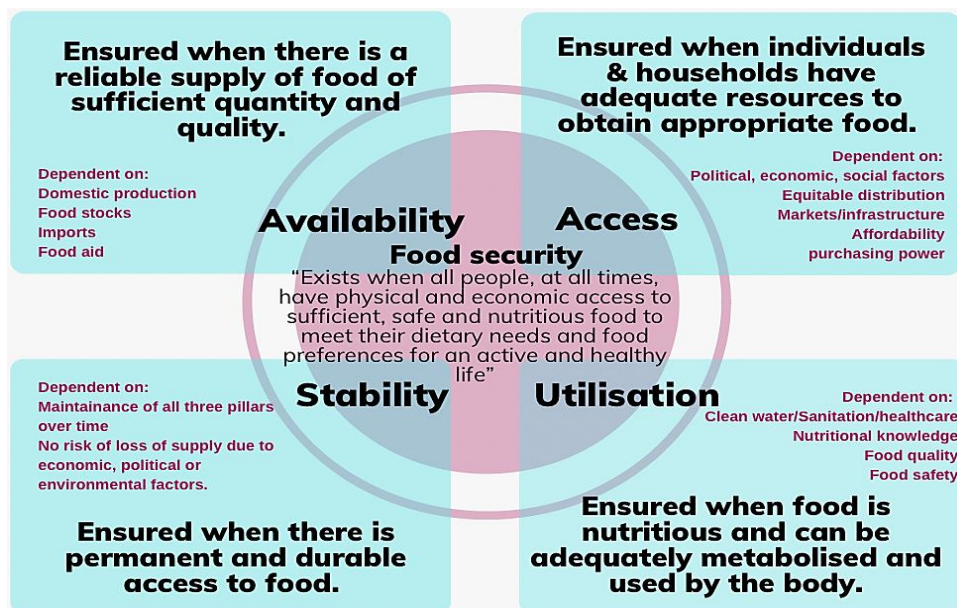 Ensured when there is a
reliable supply of food of
sufficient quantity and
quality.
Dependent on:
Domestic production
Food stocks
Imports
Food aid
Availability
Ensured when individuals
& households have
adequate resources to
obtain appropriate food.
Dependent on:
Political, economic, social factors
Equitable distribution
Markets/infrastructure
Affordability
purchasing power
Access
Food security
“Exists when all people, at all times,
have physical and economic access to
sufficient, safe and nutritious food to
meet their dietary needs and food
preferences for an active and healthy
life”
Stability
Dependent on:
Maintainance of all three pillars
over time
No risk of loss of supply due to
economic, political or
environmental factors.
Ensured when there is
permanent and durable
access to food.
Utilisation
Dependent on:
Clean water/Sanitation/healthcare
Nutritional knowledge
Food quality
Food safety
Ensured when food is
nutritious and can be
adequately metabolised and
used by the body.